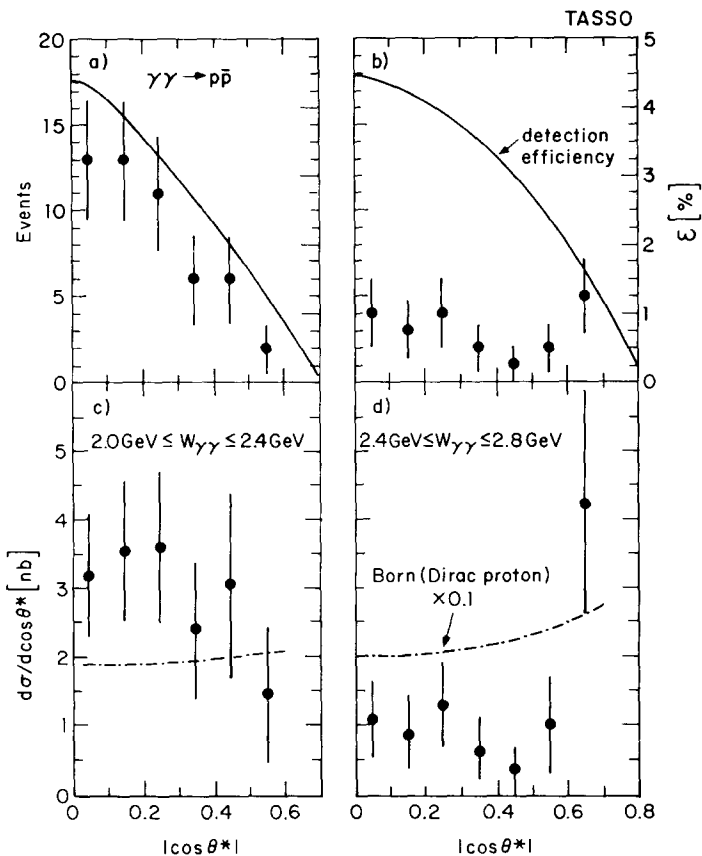 TASSO
a)
γγ → pp̄
20
15
10
5
0
Events
b)
detection
efficiency
5
4
3
2
1
0
ε [%]
c)
2.0 GeV ≤ Wγγ ≤ 2.4 GeV
5
4
3
2
1
0
dσ/dcosθ* [nb]
0 0.2 0.4 0.6
|cosθ*|
d)
2.4 GeV ≤ Wγγ ≤ 2.8 GeV
Born (Dirac proton)
×0.1
0 0.2 0.4 0.6 0.8
|cosθ*|